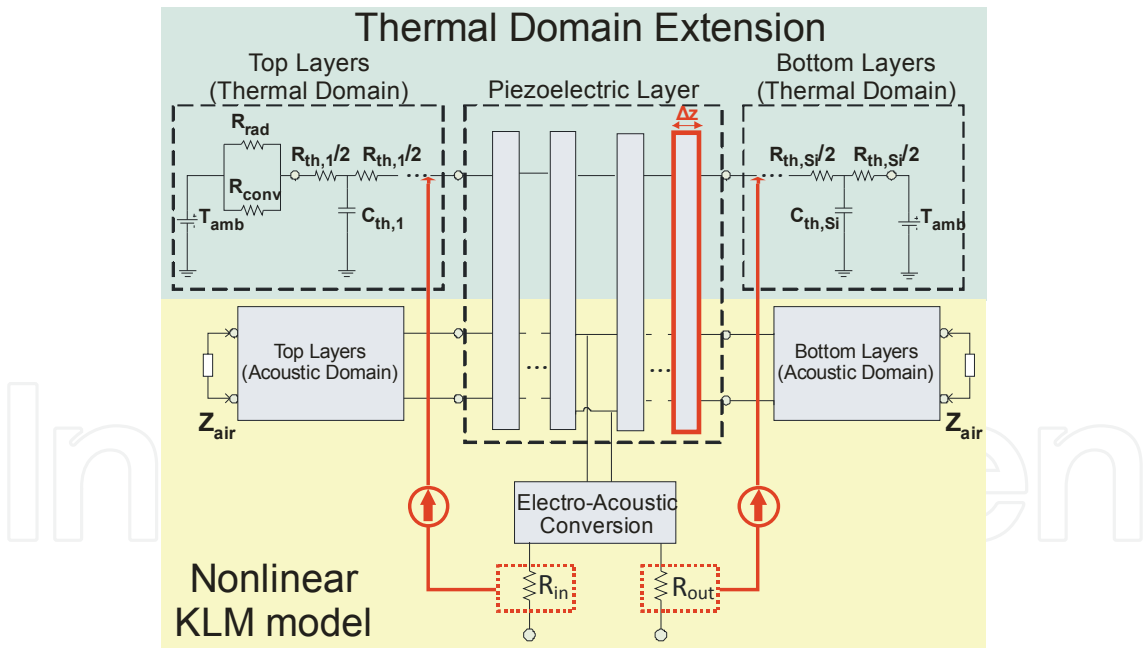 Thermal Domain Extension
Top Layers
(Thermal Domain)
Piezoelectric Layer
Bottom Layers
(Thermal Domain)
Δz
Rrad
Rconv
Rth,1/2
Rth,1/2
...
Tamb
Cth,1
...
Rth,Si/2
Rth,Si/2
Cth,Si
Tamb
Top Layers
(Acoustic Domain)
Zair
...
...
Bottom Layers
(Acoustic Domain)
Zair
Electro-Acoustic
Conversion
Rin
Rout
Nonlinear
KLM model